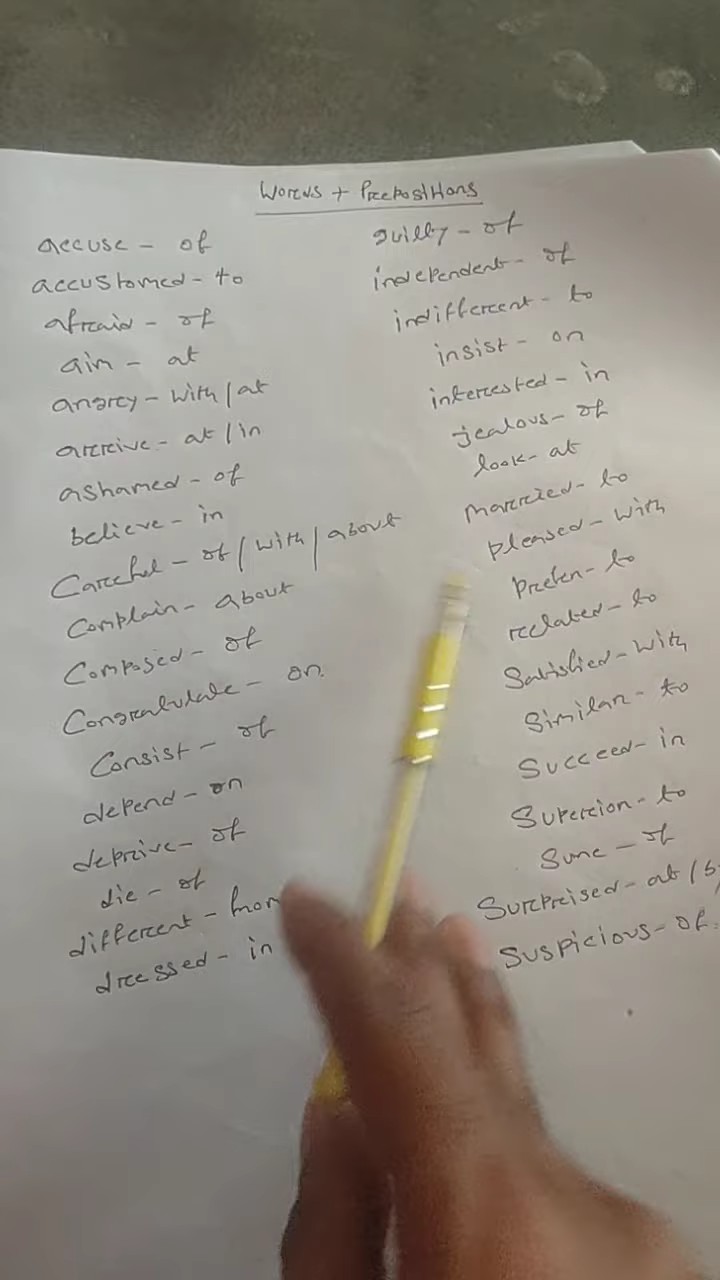 Words + Prepositions
accuse - of
accustomed - to
afraid - of
aim - at
angry - with / at
arrive - at / in
ashamed - of
believe - in
Careful - of / with / about
Complain - about
Composed - of
Congratulate - on
Consist - of
depend - on
deprive - of
die - of
different - from
dressed - in
guilty - of
independent - of
indifferent - to
insist - on
interested - in
jealous - of
look - at
married - to
pleased - with
Prefer - to
related - to
Satisfied - with
Similar - to
Succeed - in
Superior - to
Sure - of
Surprised - at /
Suspicious - of